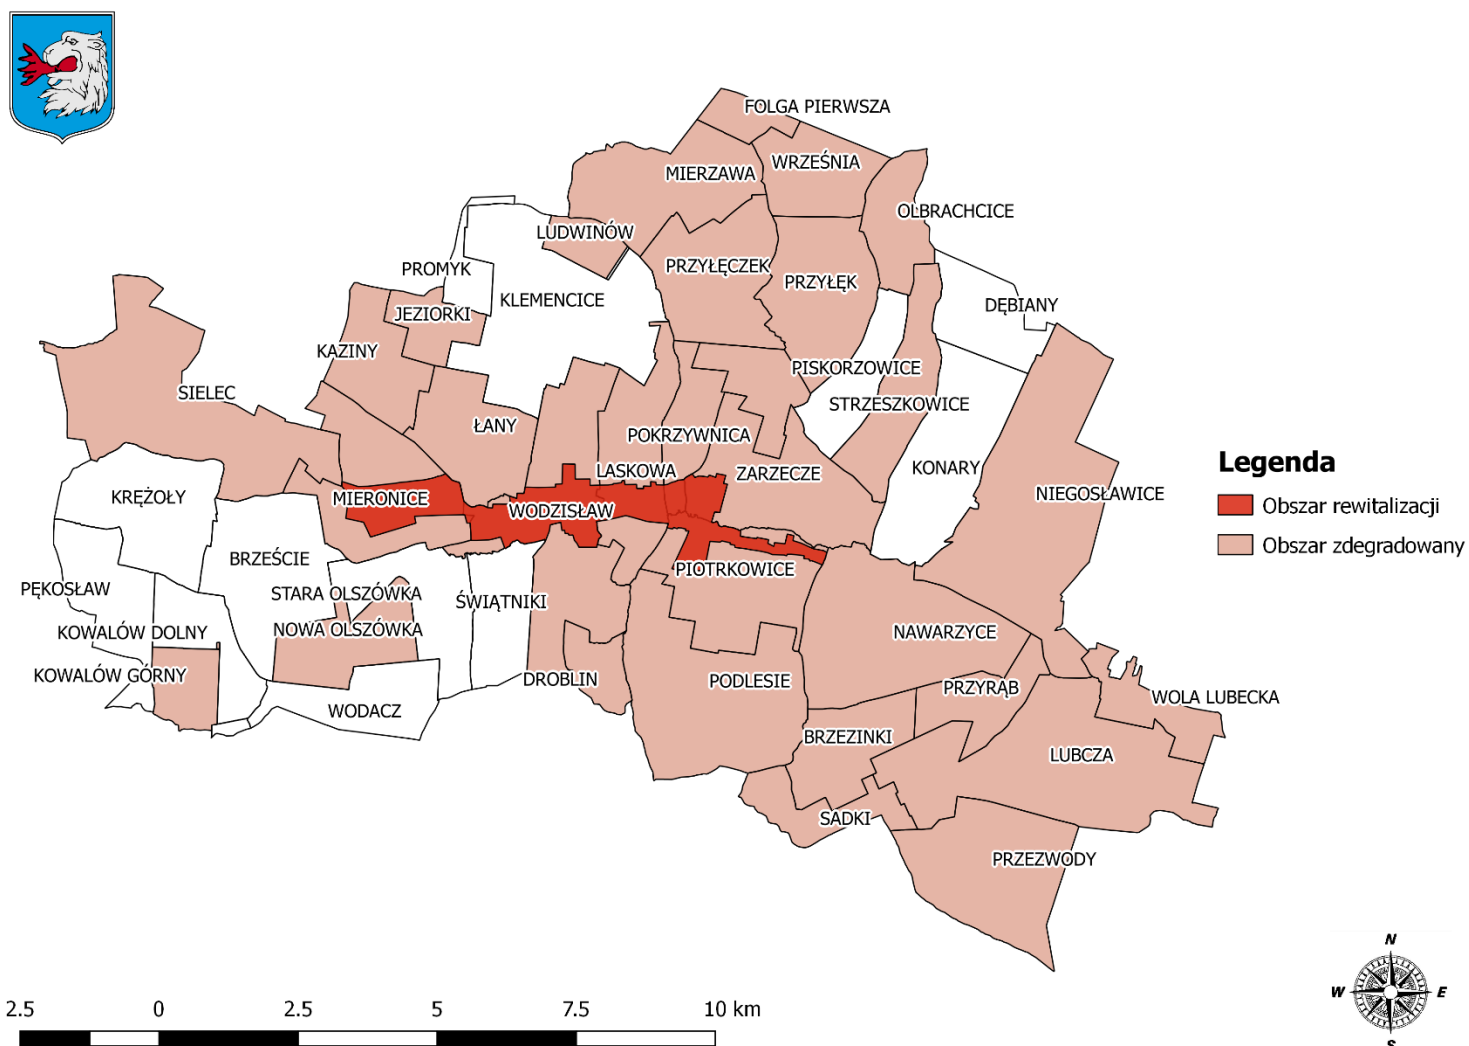 FOLGA PIERWSZA
WRZEŚNIA
MIERZAWA
OLBRACHCICE
LUDWINÓW
PROMYK
PRZYŁĘCZEK
PRZYŁĘK
KLEMENCICE
DĘBIANY
JEZIORKI
KAZINY
PISKORZOWICE
SIELEC
STRZESZKOWICE
ŁANY
POKRZYWNICA
LASKOWA
ZARZECZE
KONARY
NIEGOSŁAWICE
KRĘŻOŁY
MIERONICE
WODZISŁAW
BRZEŚCIE
PIOTRKOWICE
PĘKOSŁAW
STARA OLSZÓWKA
ŚWIĄTNIKI
KOWALÓW DOLNY
NOWA OLSZÓWKA
NAWARZYCE
KOWALÓW GÓRNY
DROBLIN
PODLESIE
PRZYRĄB
WOLA LUBECKA
WODACZ
BRZEZINKI
LUBCZA
SADKI
PRZEZWODY
Legenda
Obszar rewitalizacji
Obszar zdegradowany
N
W
E
S
2.5 0 2.5 5 7.5 10 km